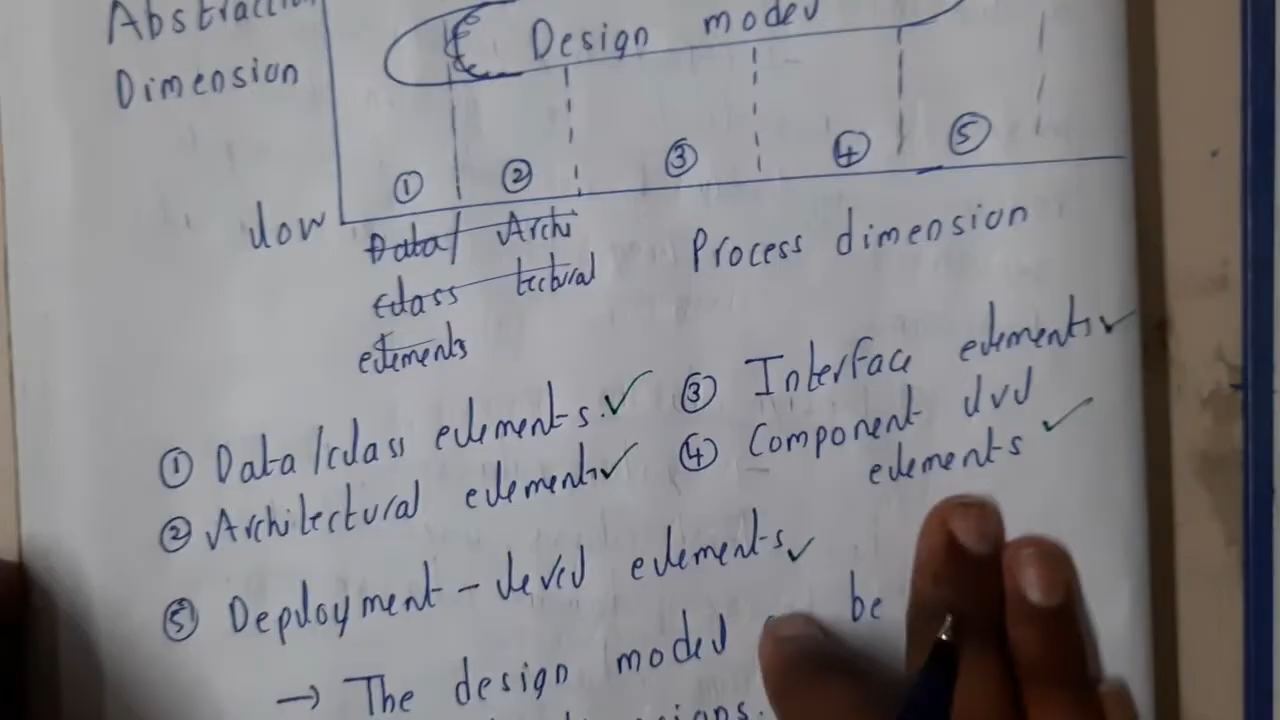 Abstraction
Dimension
Design model
① ② ③ ④ ⑤
low
Data/ Archi
class tectural
elements
Process dimension
① Data/class elements.✓
② Architectural elements✓
③ Interface elements✓
④ Component lvl
elements ✓
⑤ Deployment - level elements✓
→ The design model be